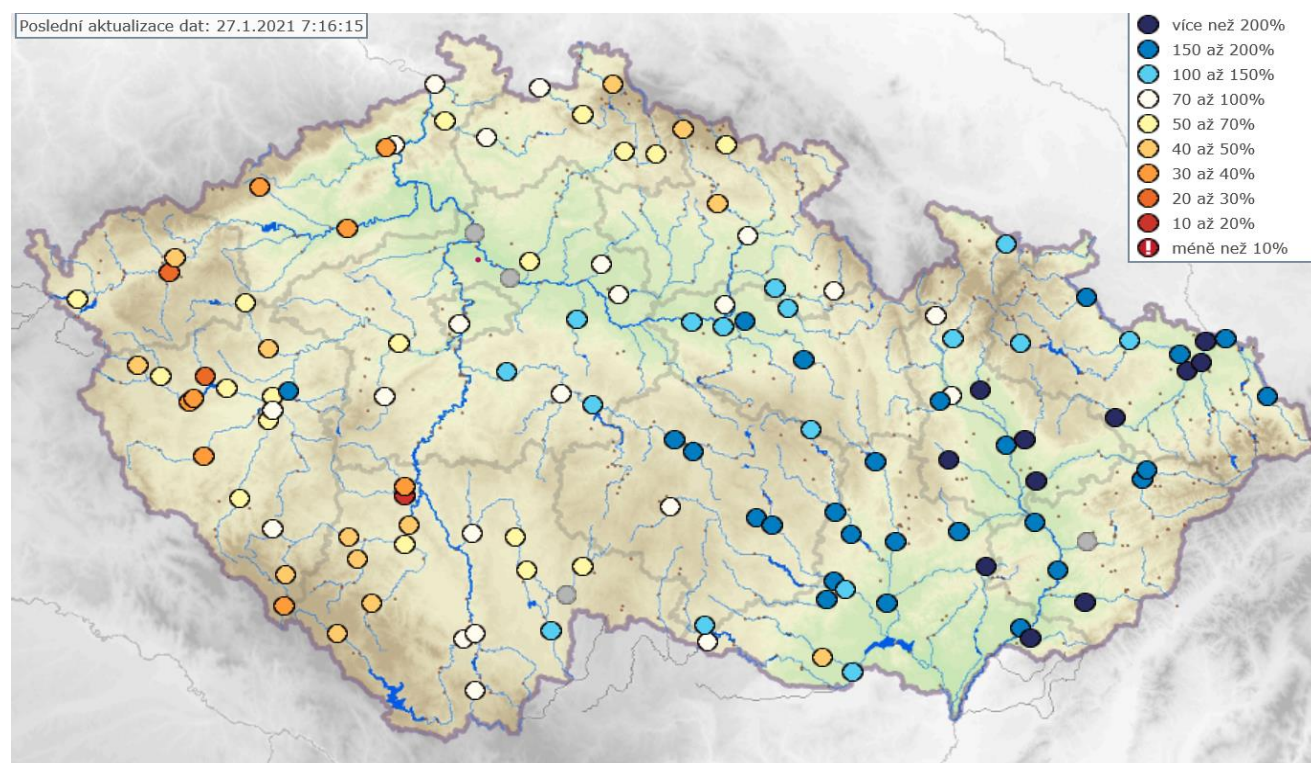 Poslední aktualizace dat: 27.1.2021 7:16:15
více než 200%
150 až 200%
100 až 150%
70 až 100%
50 až 70%
40 až 50%
30 až 40%
20 až 30%
10 až 20%
méně než 10%